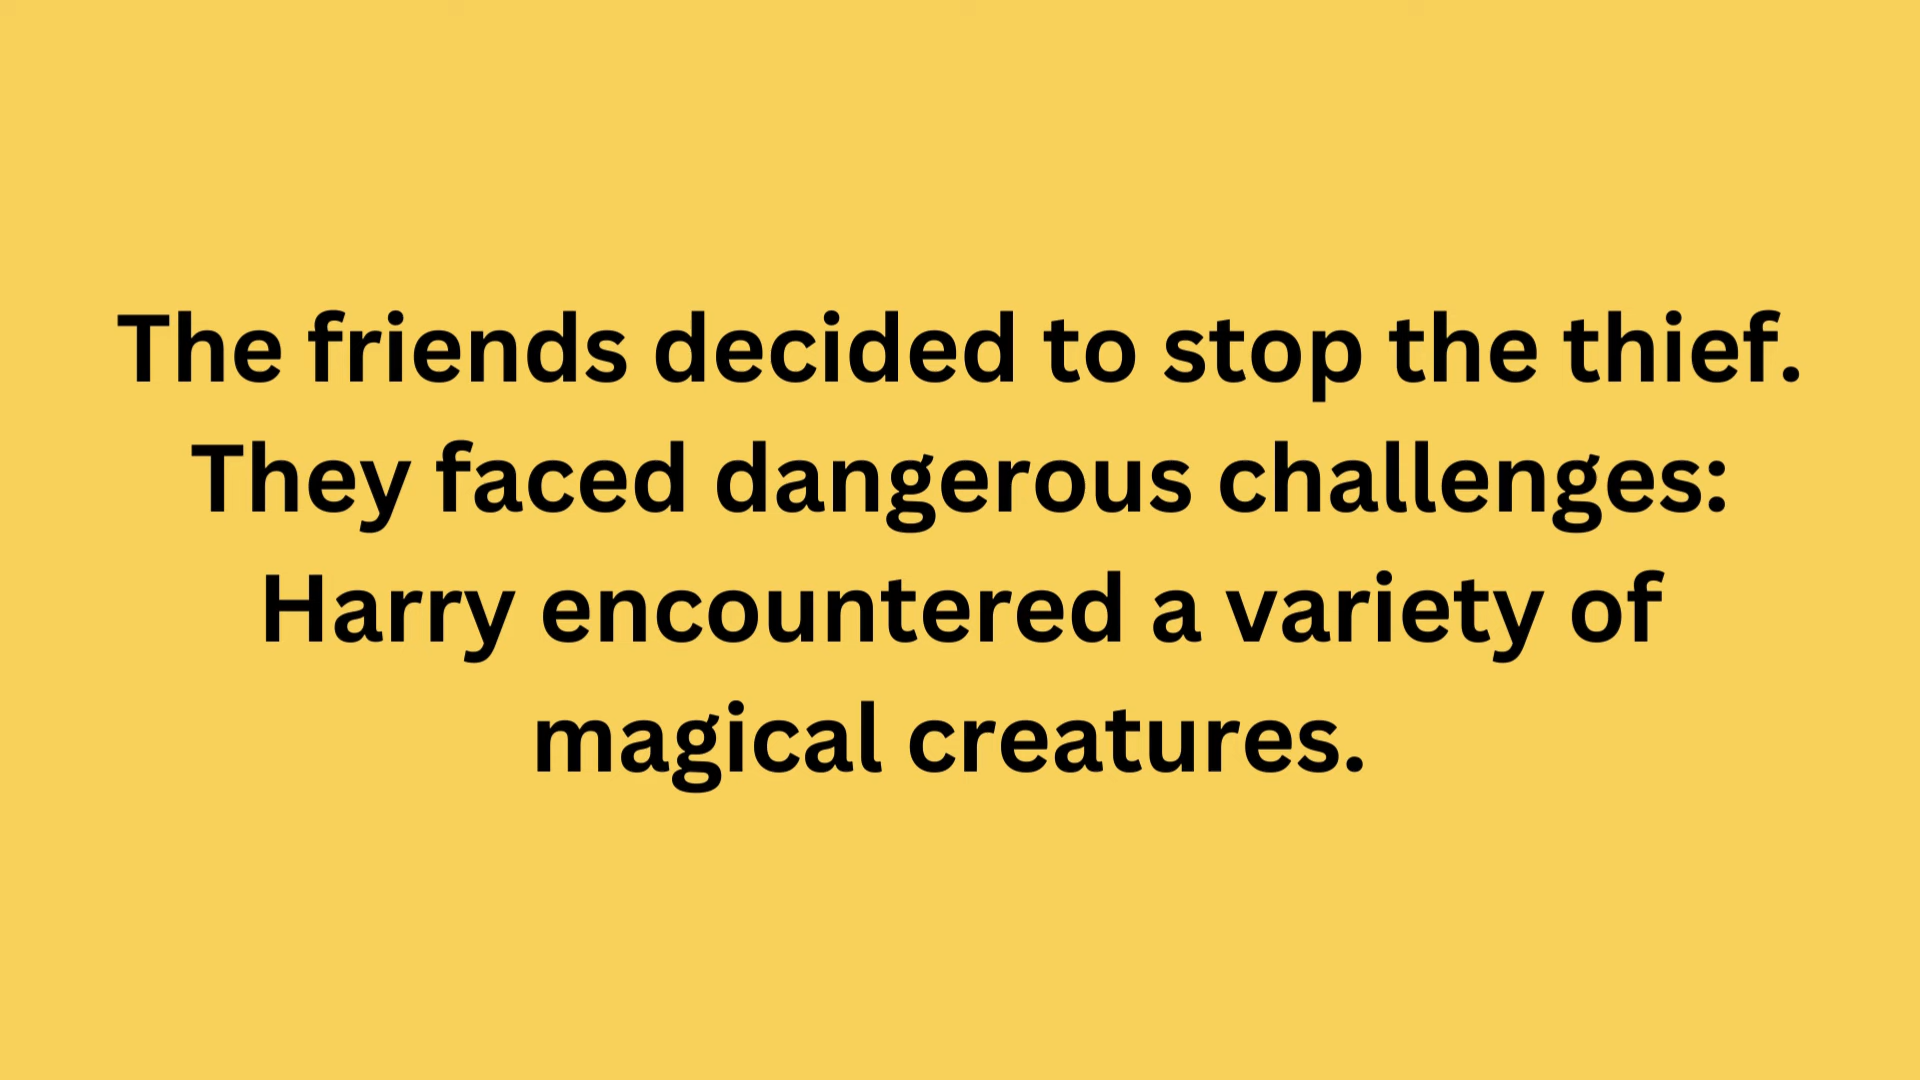 The friends decided to stop the thief.
They faced dangerous challenges:
Harry encountered a variety of
magical creatures.